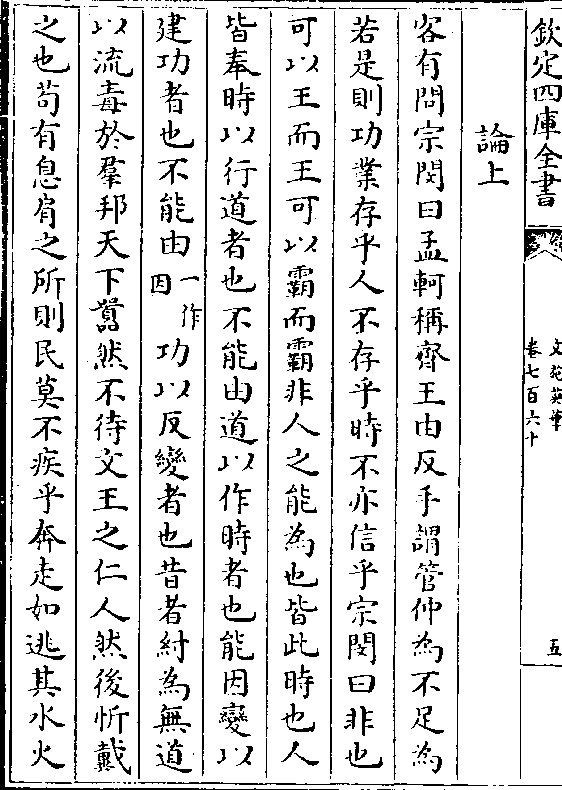 欽定四庫全書
文苑英華
卷七百六十
五
論上
客有問宗閔曰孟軻稱齊王由反手謂管仲為不足為
若是則功業存乎人不存乎時不亦信乎宗閔曰非也
可以王而王可以霸而霸非人之能為也皆此時也人
皆奉時以行道者也不能由道以作時者也能因變以
建功者也不能由一作因功以反變者也昔者紂為無道
以流毒於羣邦天下嚣然不待文王之仁人然後忻戴
之也苟有息肩之所則民莫不疾乎奔走如逃其水火